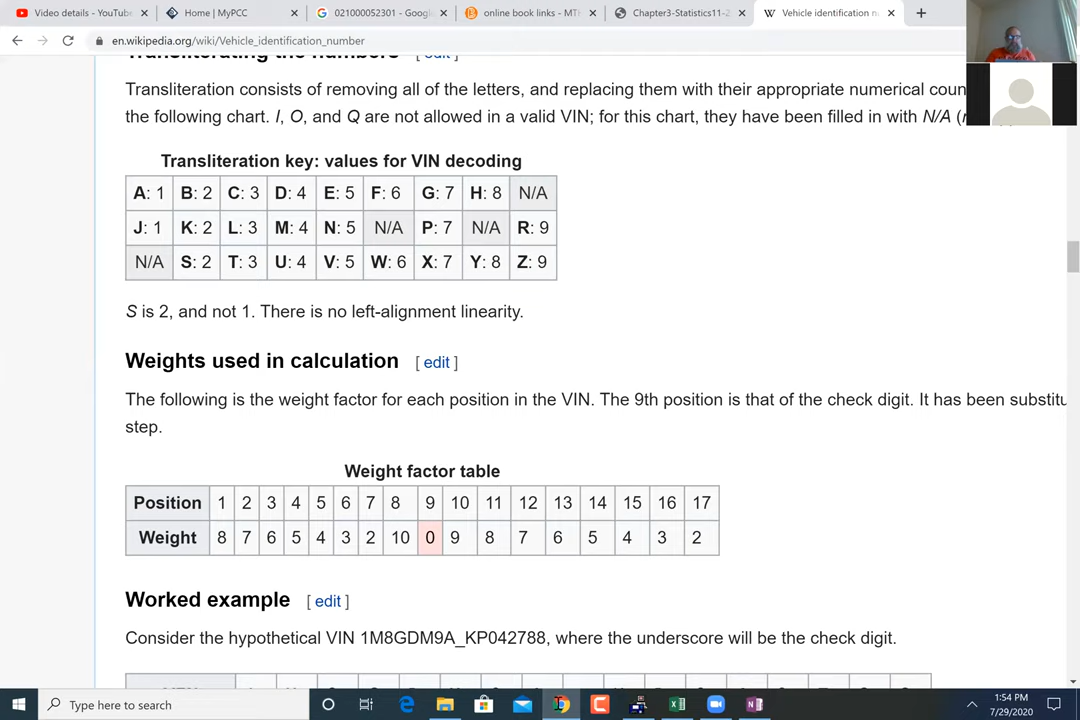 Video details - YouTub
Home | MyPCC
021000052301 - Google
online book links - MTH
Chapter3-Statistics11-2
Vehicle identification n
en.wikipedia.org/wiki/Vehicle_identification_number
Transliterating the numbers [ edit ]
Transliteration consists of removing all of the letters, and replacing them with their appropriate numerical coun
the following chart. I, O, and Q are not allowed in a valid VIN; for this chart, they have been filled in with N/A
Transliteration key: values for VIN decoding
A: 1 B: 2 C: 3 D: 4 E: 5 F: 6 G: 7 H: 8 N/A
J: 1 K: 2 L: 3 M: 4 N: 5 N/A P: 7 N/A R: 9
N/A S: 2 T: 3 U: 4 V: 5 W: 6 X: 7 Y: 8 Z: 9
S is 2, and not 1. There is no left-alignment linearity.
Weights used in calculation [ edit ]
The following is the weight factor for each position in the VIN. The 9th position is that of the check digit. It has been substitu
step.
Weight factor table
Position 1 2 3 4 5 6 7 8 9 10 11 12 13 14 15 16 17
Weight 8 7 6 5 4 3 2 10 0 9 8 7 6 5 4 3 2
Worked example [ edit ]
Consider the hypothetical VIN 1M8GDM9A_KP042788, where the underscore will be the check digit.
Type here to search
1:54 PM
7/29/2020